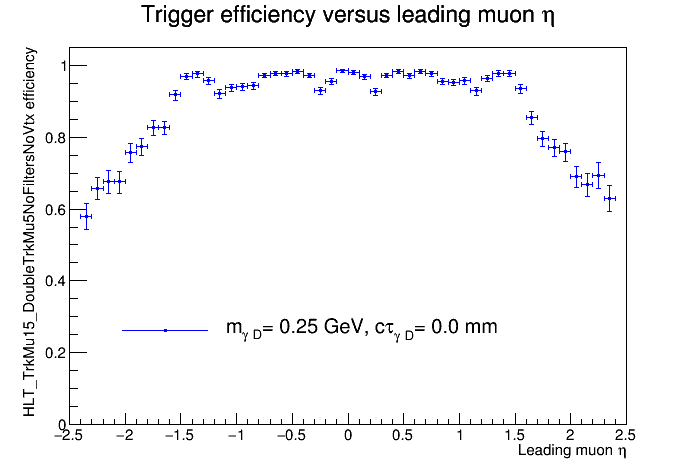 Trigger efficiency versus leading muon η
HLT_TrkMu15_DoubleTrkMu5NoFiltersNoVtx efficiency
1
0.8
0.6
0.4
0.2
0
m_γ D= 0.25 GeV, cτ_γ D= 0.0 mm
−2.5 −2 −1.5 −1 −0.5 0 0.5 1 1.5 2 2.5
Leading muon η